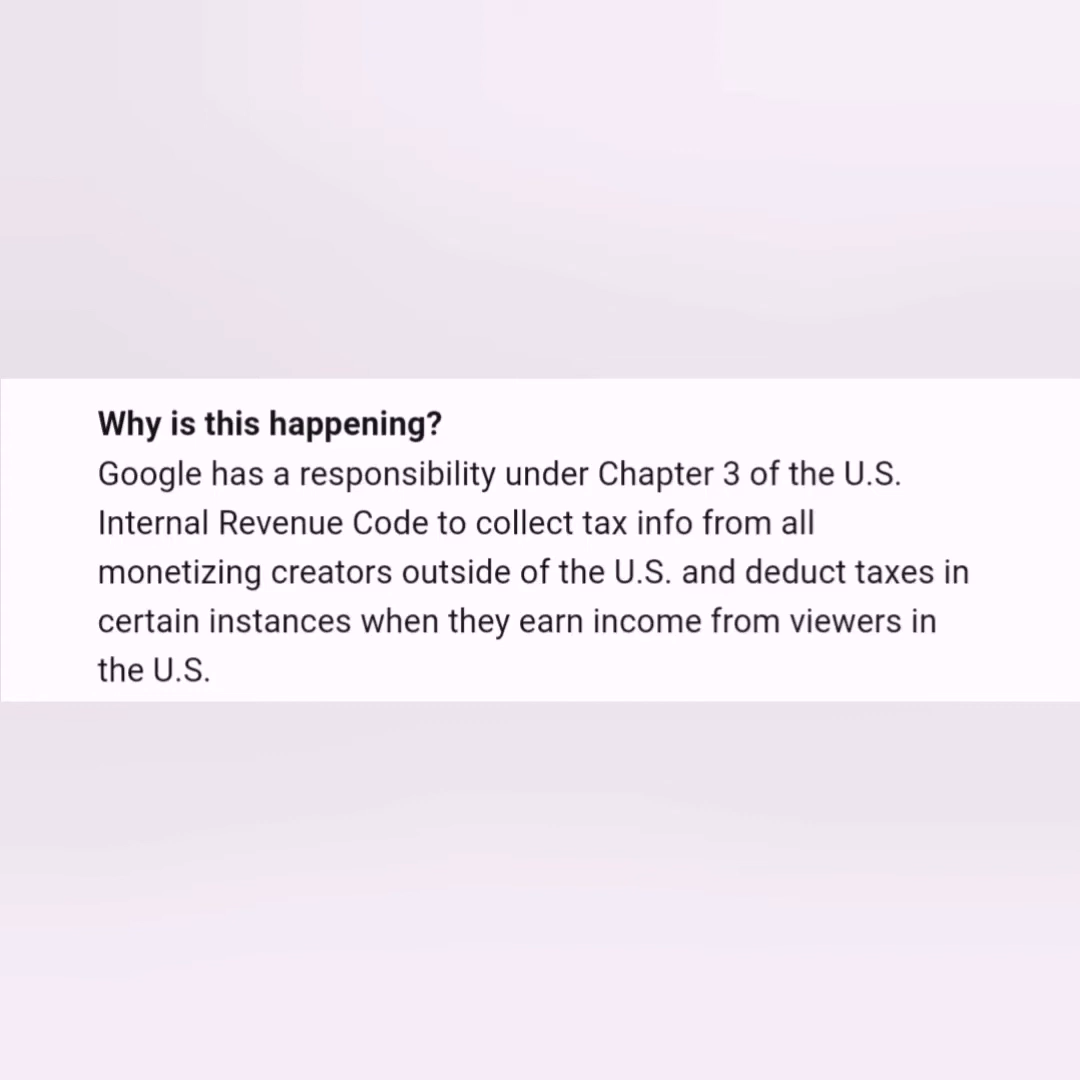 Why is this happening?
Google has a responsibility under Chapter 3 of the U.S.
Internal Revenue Code to collect tax info from all
monetizing creators outside of the U.S. and deduct taxes in
certain instances when they earn income from viewers in
the U.S.